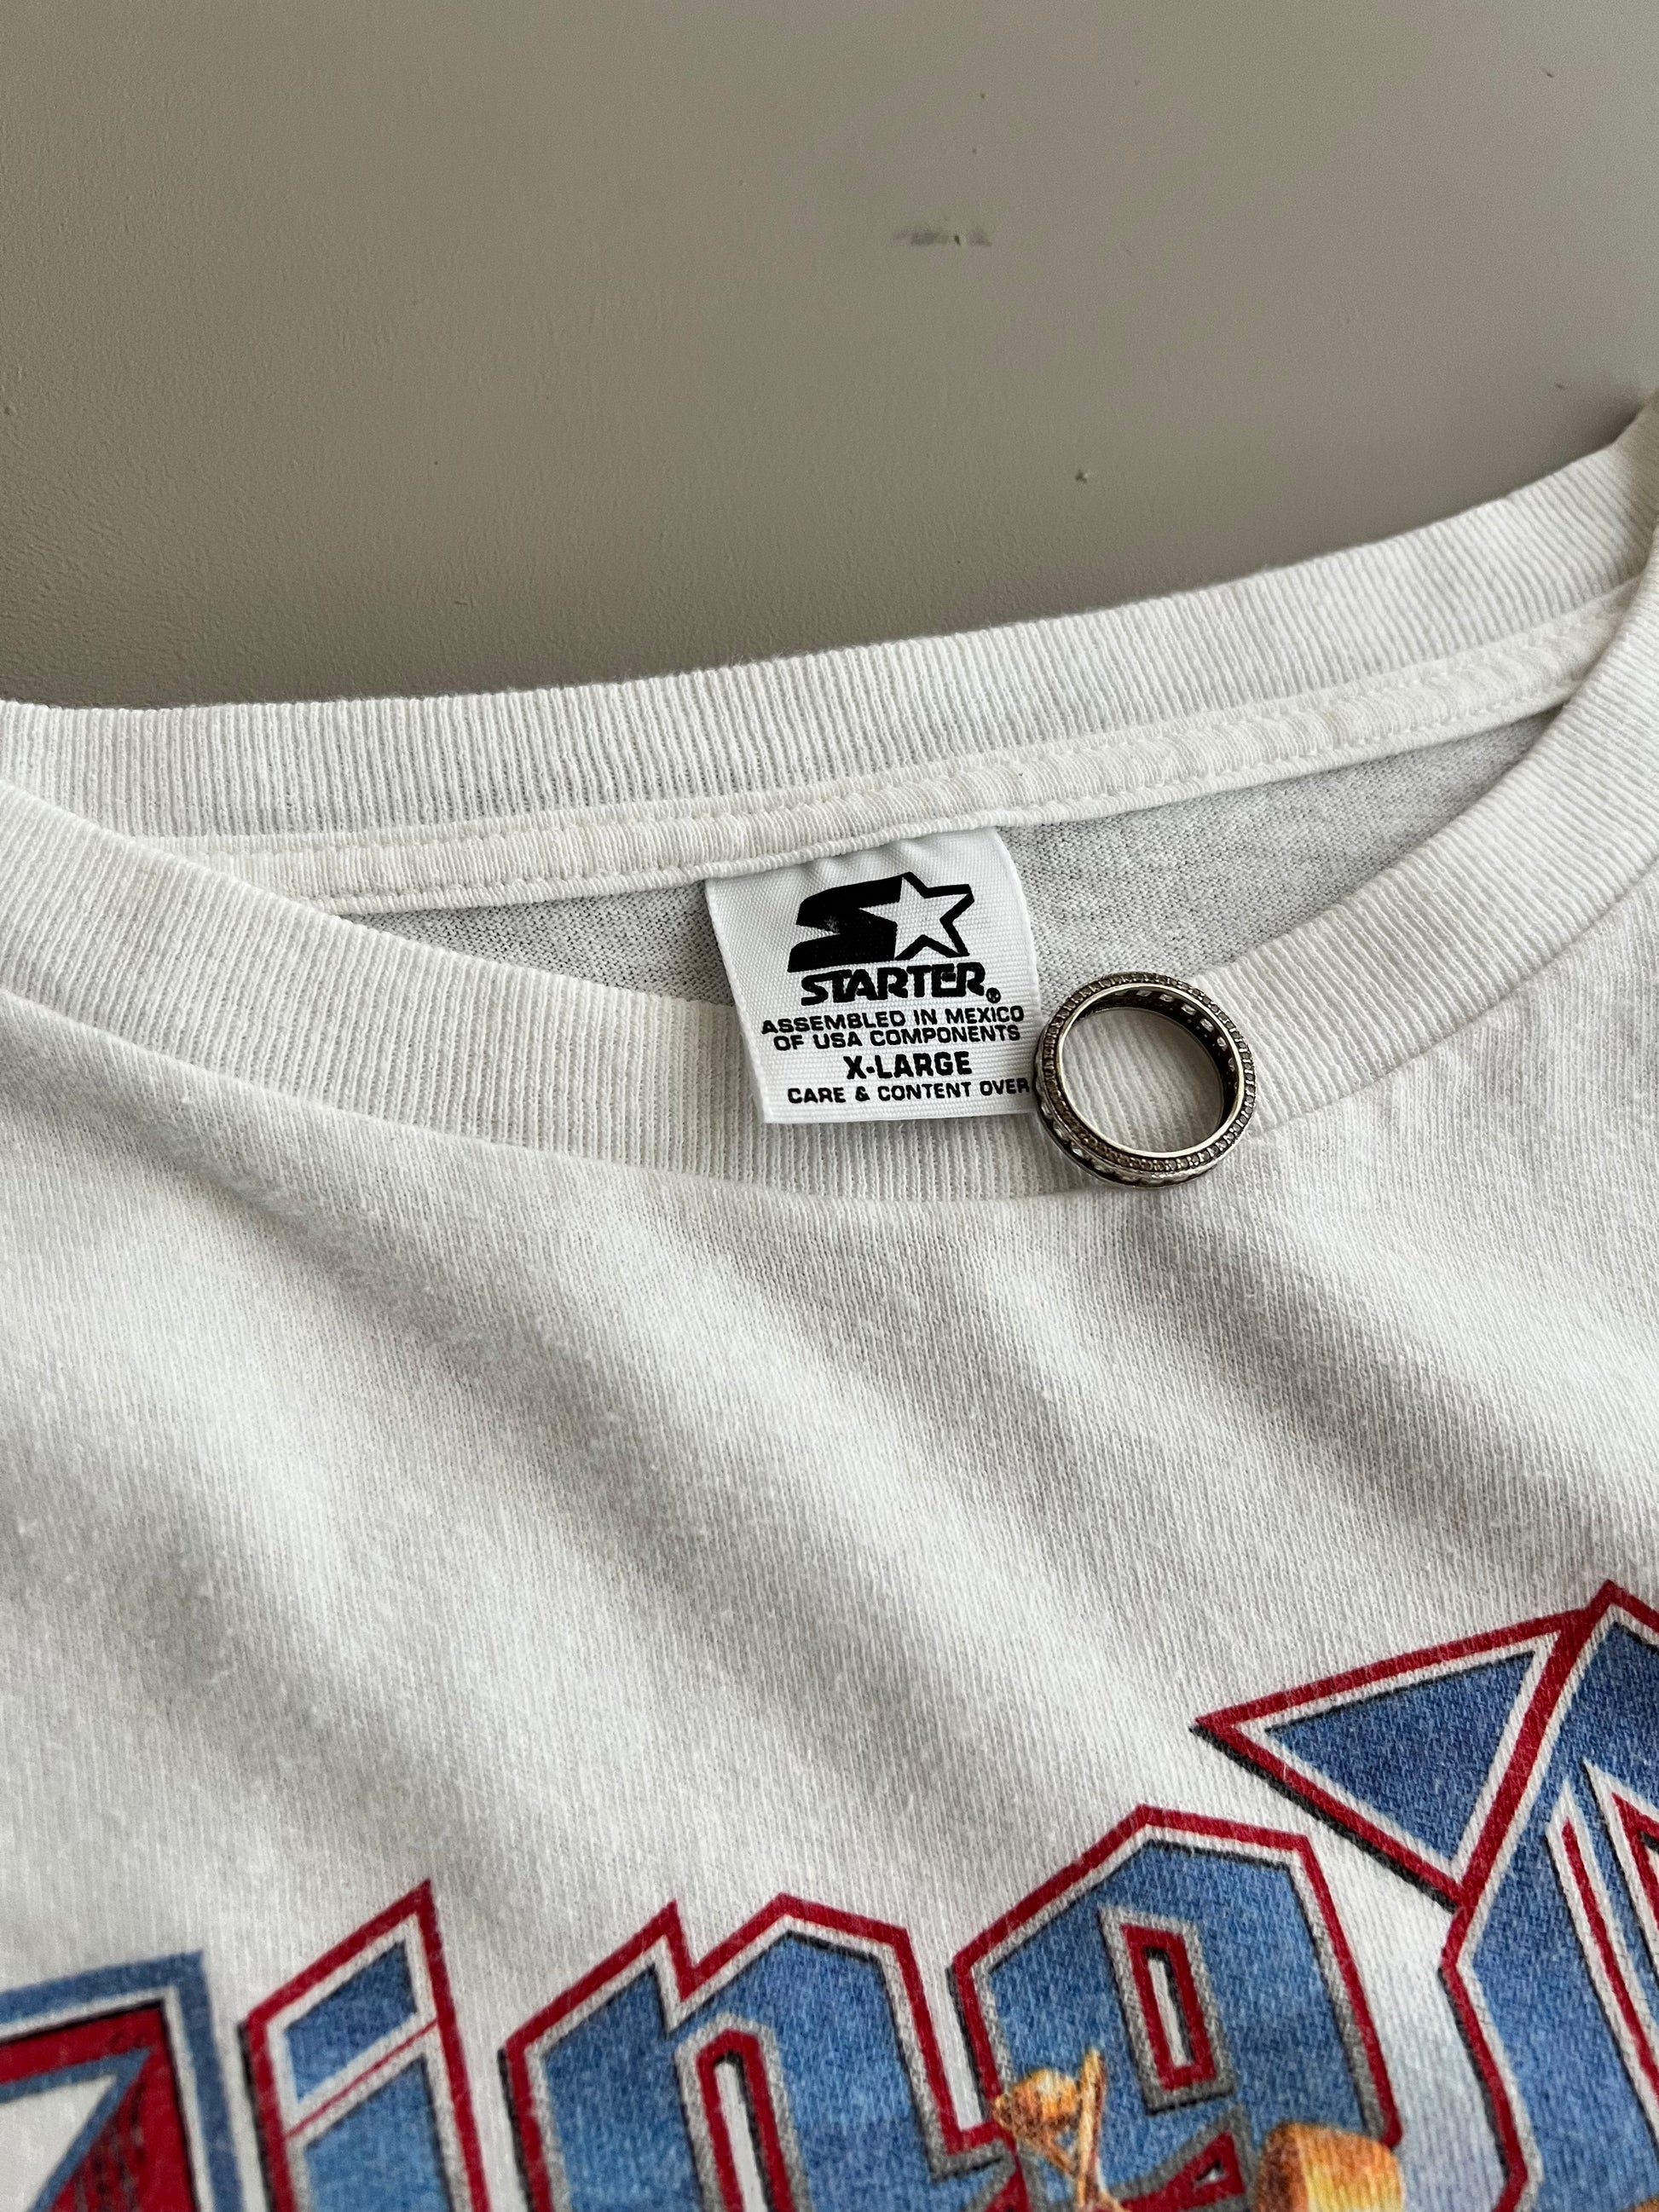 STARTER®
ASSEMBLED IN MEXICO
OF USA COMPONENTS
X-LARGE
CARE & CONTENT OVER